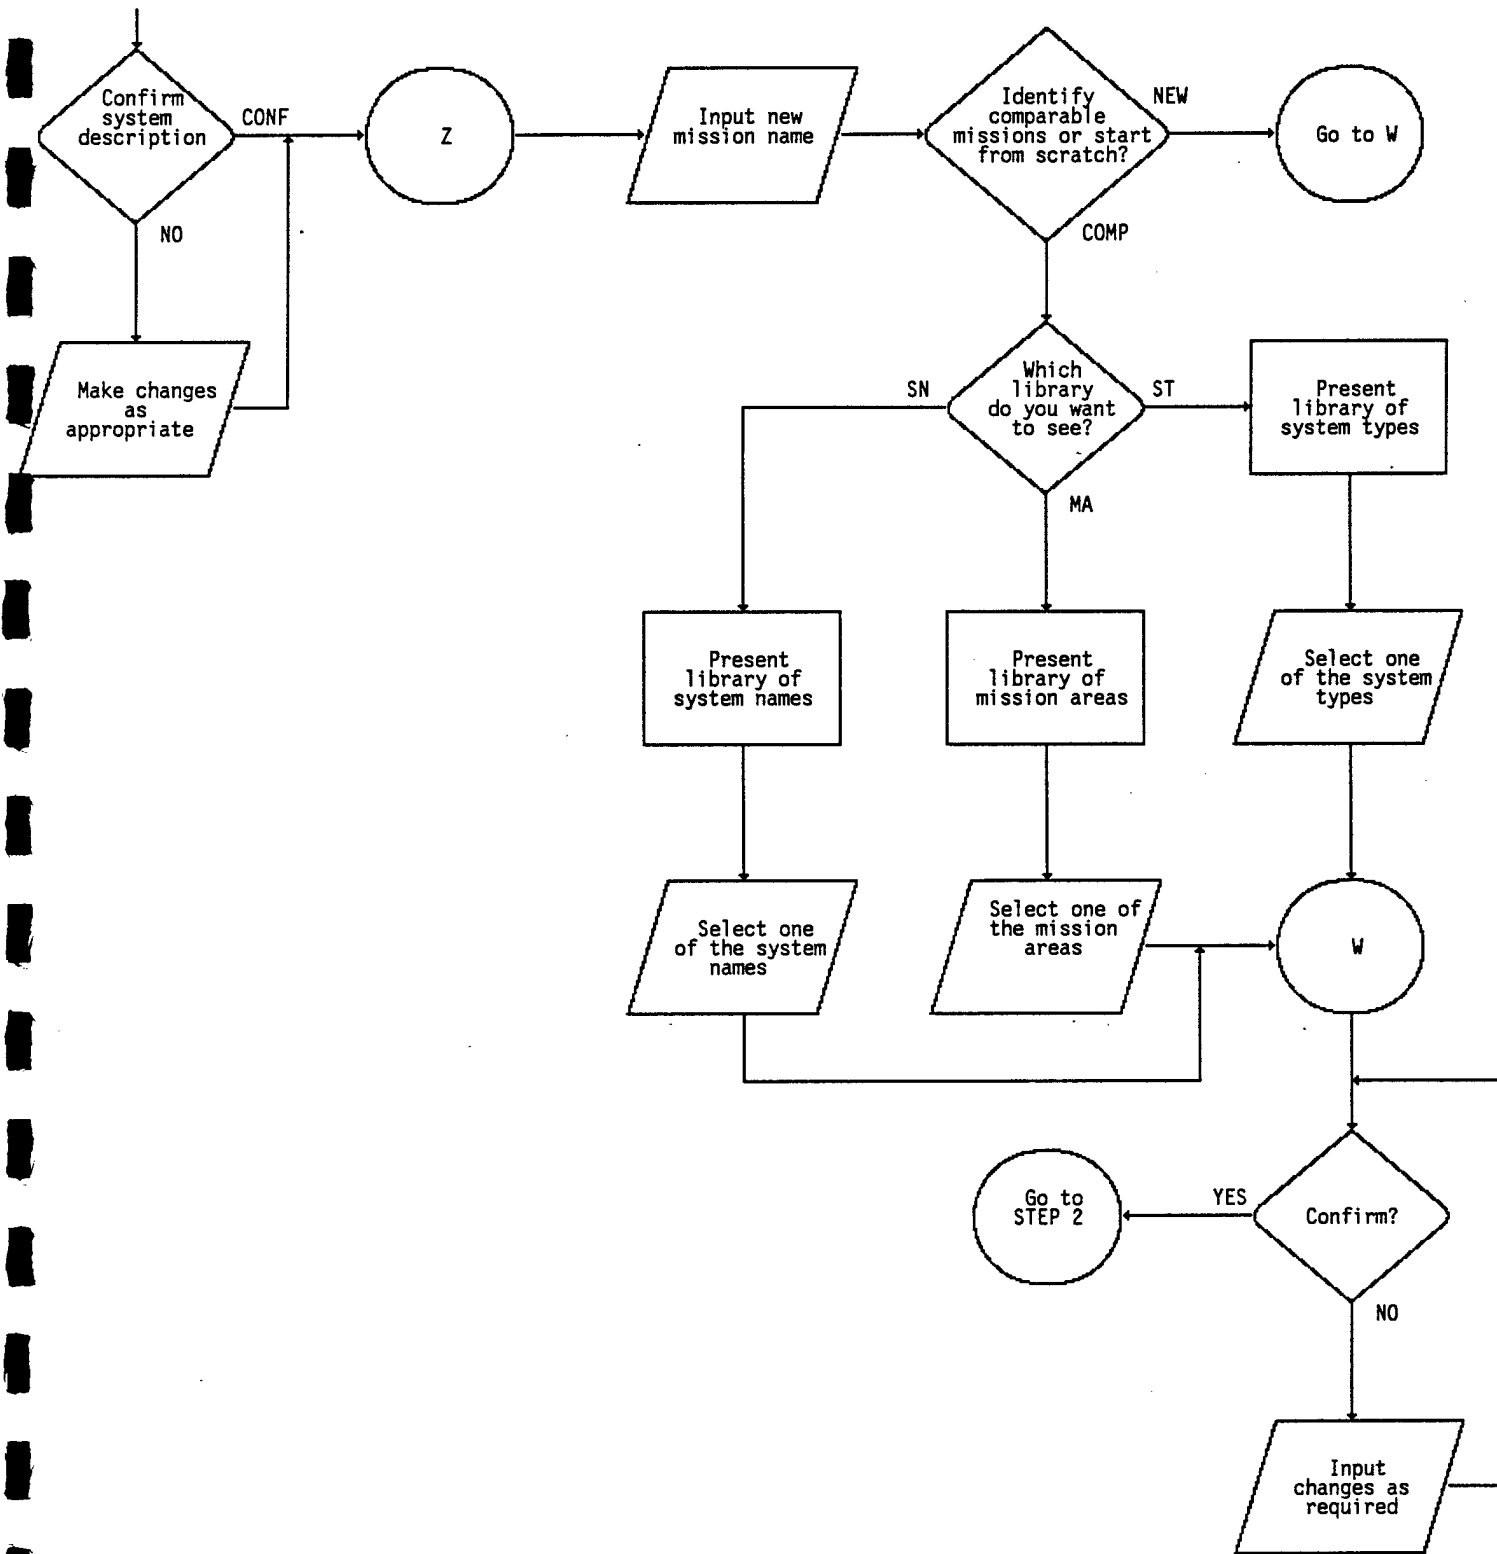 Confirm
system
description
CONF
NO
Make changes
as
appropriate
Z
Input new
mission name
Identify
comparable
missions or start
from scratch?
NEW
COMP
Go to W
Which
library
do you want
to see?
SN
ST
MA
Present
library of
system types
Present
library of
system names
Present
library of
mission areas
Select one
of the system
types
Select one
of the system
names
Select one of
the mission
areas
W
Go to
STEP 2
YES
Confirm?
NO
Input
changes as
required